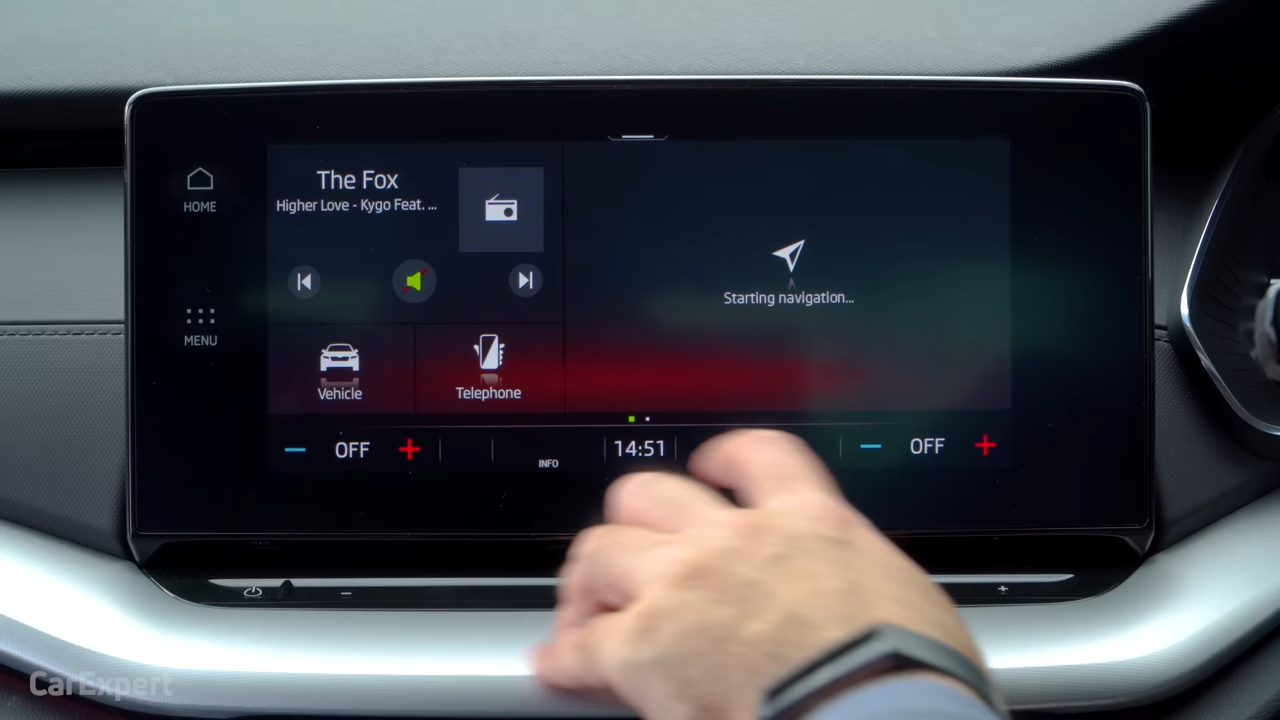 HOME
MENU
The Fox
Higher Love - Kygo Feat. ...
Vehicle
Telephone
Starting navigation...
OFF
INFO
14:51
OFF
CarExpert